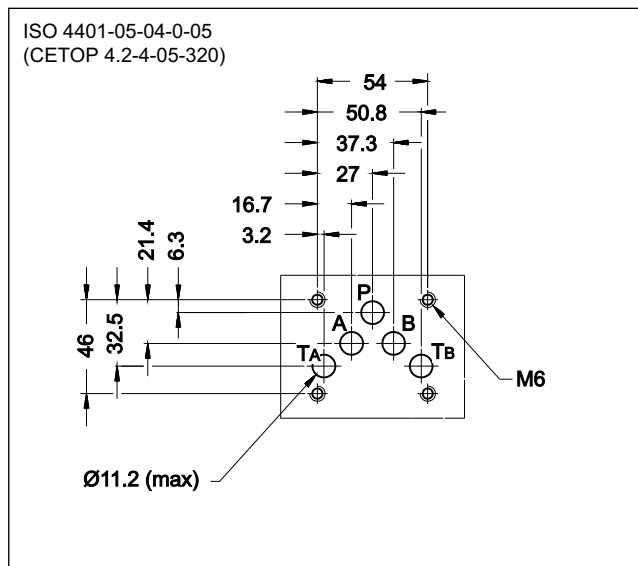 ISO 4401-05-04-0-05
(CETOP 4.2-4-05-320)
54
50.8
37.3
27
16.7
3.2
21.4
6.3
46
32.5
P
A
B
TA
TB
M6
Ø11.2 (max)